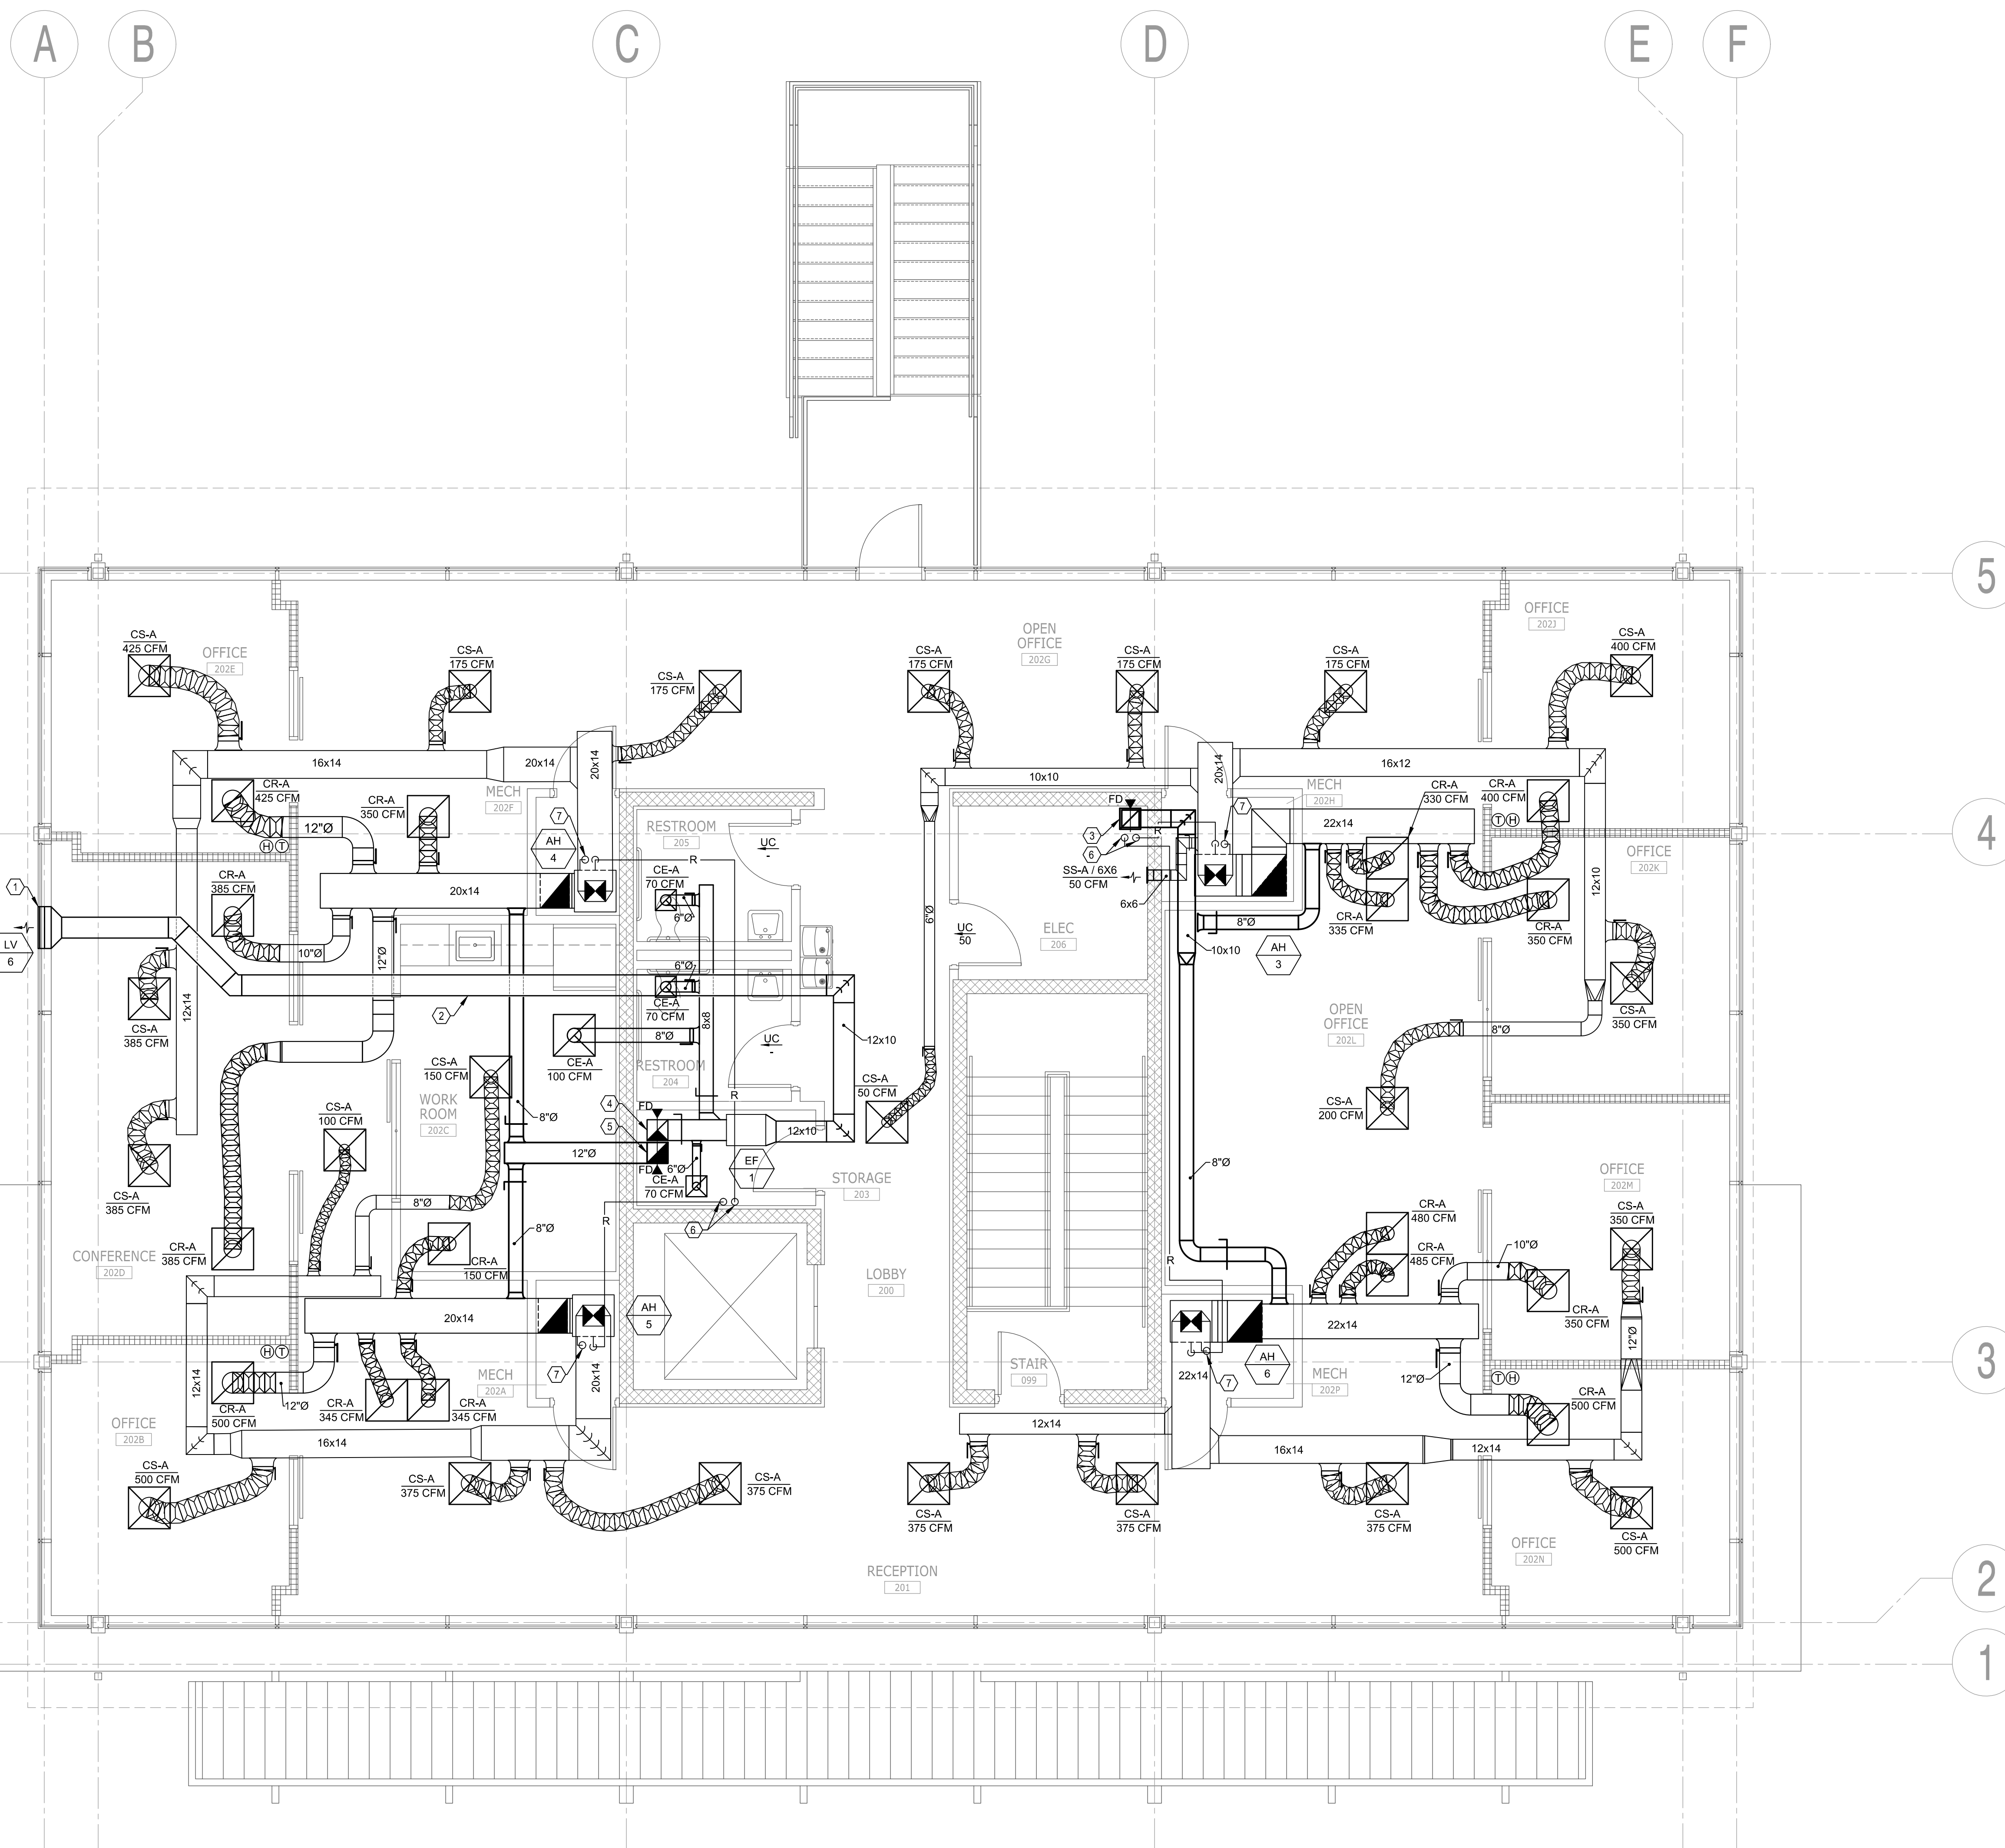 A
B
C
D
E
F
5
4
3
2
1
OFFICE
202E
CS-A
425 CFM
CS-A
175 CFM
CS-A
175 CFM
CS-A
175 CFM
OPEN
OFFICE
202G
CS-A
175 CFM
CS-A
175 CFM
OFFICE
202J
CS-A
400 CFM
16x14
20x14
20x14
10x10
20x14
16x12
CR-A
425 CFM
CR-A
350 CFM
MECH
202F
MECH
202H
CR-A
330 CFM
CR-A
400 CFM
12"Ø
H
T
7
AH
4
RESTROOM
205
UC
-
R
FD
3
6
R
7
22x14
T
H
OFFICE
202K
12x10
CR-A
385 CFM
20x14
CE-A
70 CFM
6"Ø
SS-A / 6X6
50 CFM
6x6
CR-A
335 CFM
CR-A
350 CFM
1
LV
6
10"Ø
12"Ø
6"Ø
UC
50
ELEC
206
8"Ø
10x10
AH
3
6"Ø
CE-A
70 CFM
2
12x14
CS-A
385 CFM
8x8
8"Ø
CE-A
100 CFM
12x10
UC
-
OPEN
OFFICE
202L
8"Ø
CS-A
350 CFM
CS-A
150 CFM
RESTROOM
204
R
CS-A
50 CFM
CS-A
200 CFM
WORK
ROOM
202C
CS-A
100 CFM
8"Ø
4
FD
5
12x10
12"Ø
FD
6"Ø
CE-A
70 CFM
EF
1
STORAGE
203
8"Ø
OFFICE
202M
CS-A
385 CFM
8"Ø
8"Ø
R
6
CS-A
350 CFM
CR-A
480 CFM
CR-A
485 CFM
10"Ø
CONFERENCE
202D
CR-A
385 CFM
CR-A
150 CFM
LOBBY
200
R
CR-A
350 CFM
20x14
AH
5
22x14
12"Ø
H
T
12x14
MECH
202A
7
20x14
STAIR
099
22x14
AH
6
7
MECH
202P
12"Ø
T
H
CR-A
500 CFM
12"Ø
CR-A
345 CFM
CR-A
345 CFM
CR-A
500 CFM
OFFICE
202B
16x14
12x14
16x14
12x14
CS-A
500 CFM
CS-A
375 CFM
CS-A
375 CFM
CS-A
375 CFM
CS-A
375 CFM
CS-A
375 CFM
CS-A
500 CFM
OFFICE
202N
RECEPTION
201